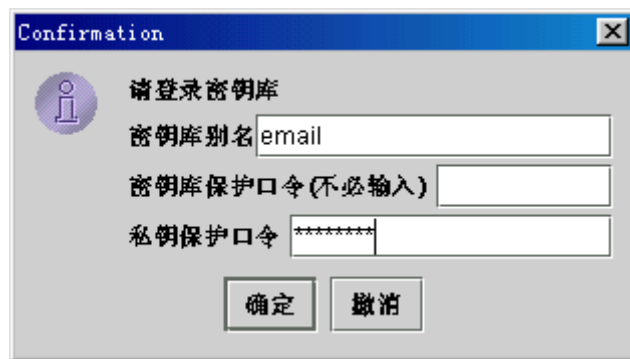 Confirmation
请登录密钥库
密钥库别名 email
密钥库保护口令(不必输入)
私钥保护口令 ********
确定 撤消